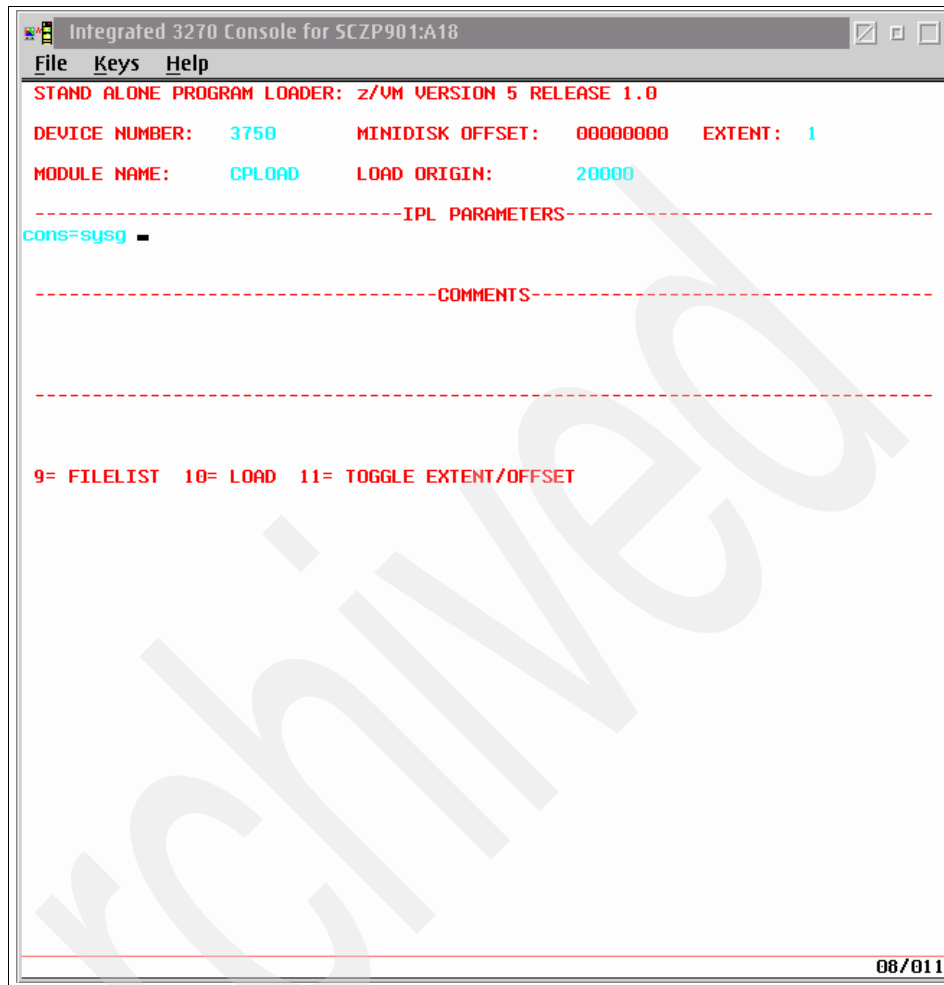 Integrated 3270 Console for SCZP901:A18
File Keys Help
STAND ALONE PROGRAM LOADER: z/VM VERSION 5 RELEASE 1.0
DEVICE NUMBER: 3750 MINIDISK OFFSET: 00000000 EXTENT: 1
MODULE NAME: CPLOAD LOAD ORIGIN: 20000
--------------------------------IPL PARAMETERS--------------------------------
cons=sysg
-----------------------------------COMMENTS-----------------------------------
------------------------------------------------------------------------------
9= FILELIST 10= LOAD 11= TOGGLE EXTENT/OFFSET
08/011
rchived